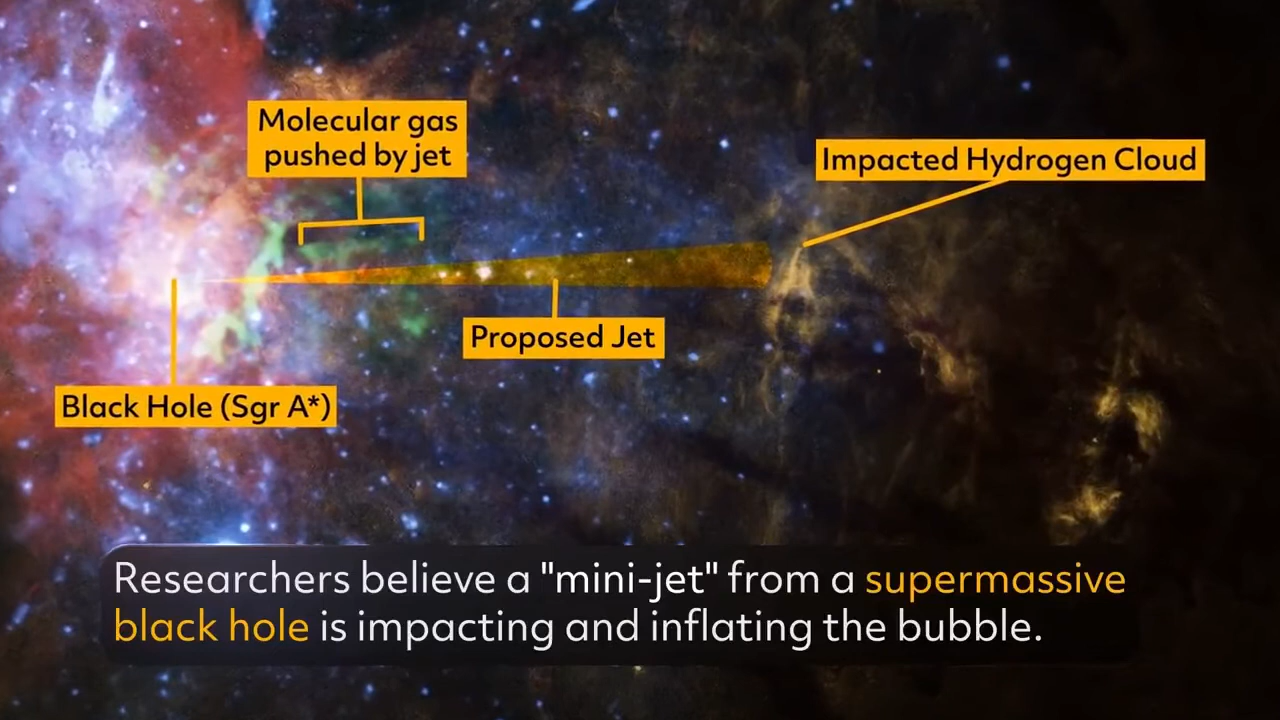 Molecular gas
pushed by jet
Impacted Hydrogen Cloud
Proposed Jet
Black Hole (Sgr A*)
Researchers believe a "mini-jet" from a supermassive
black hole is impacting and inflating the bubble.